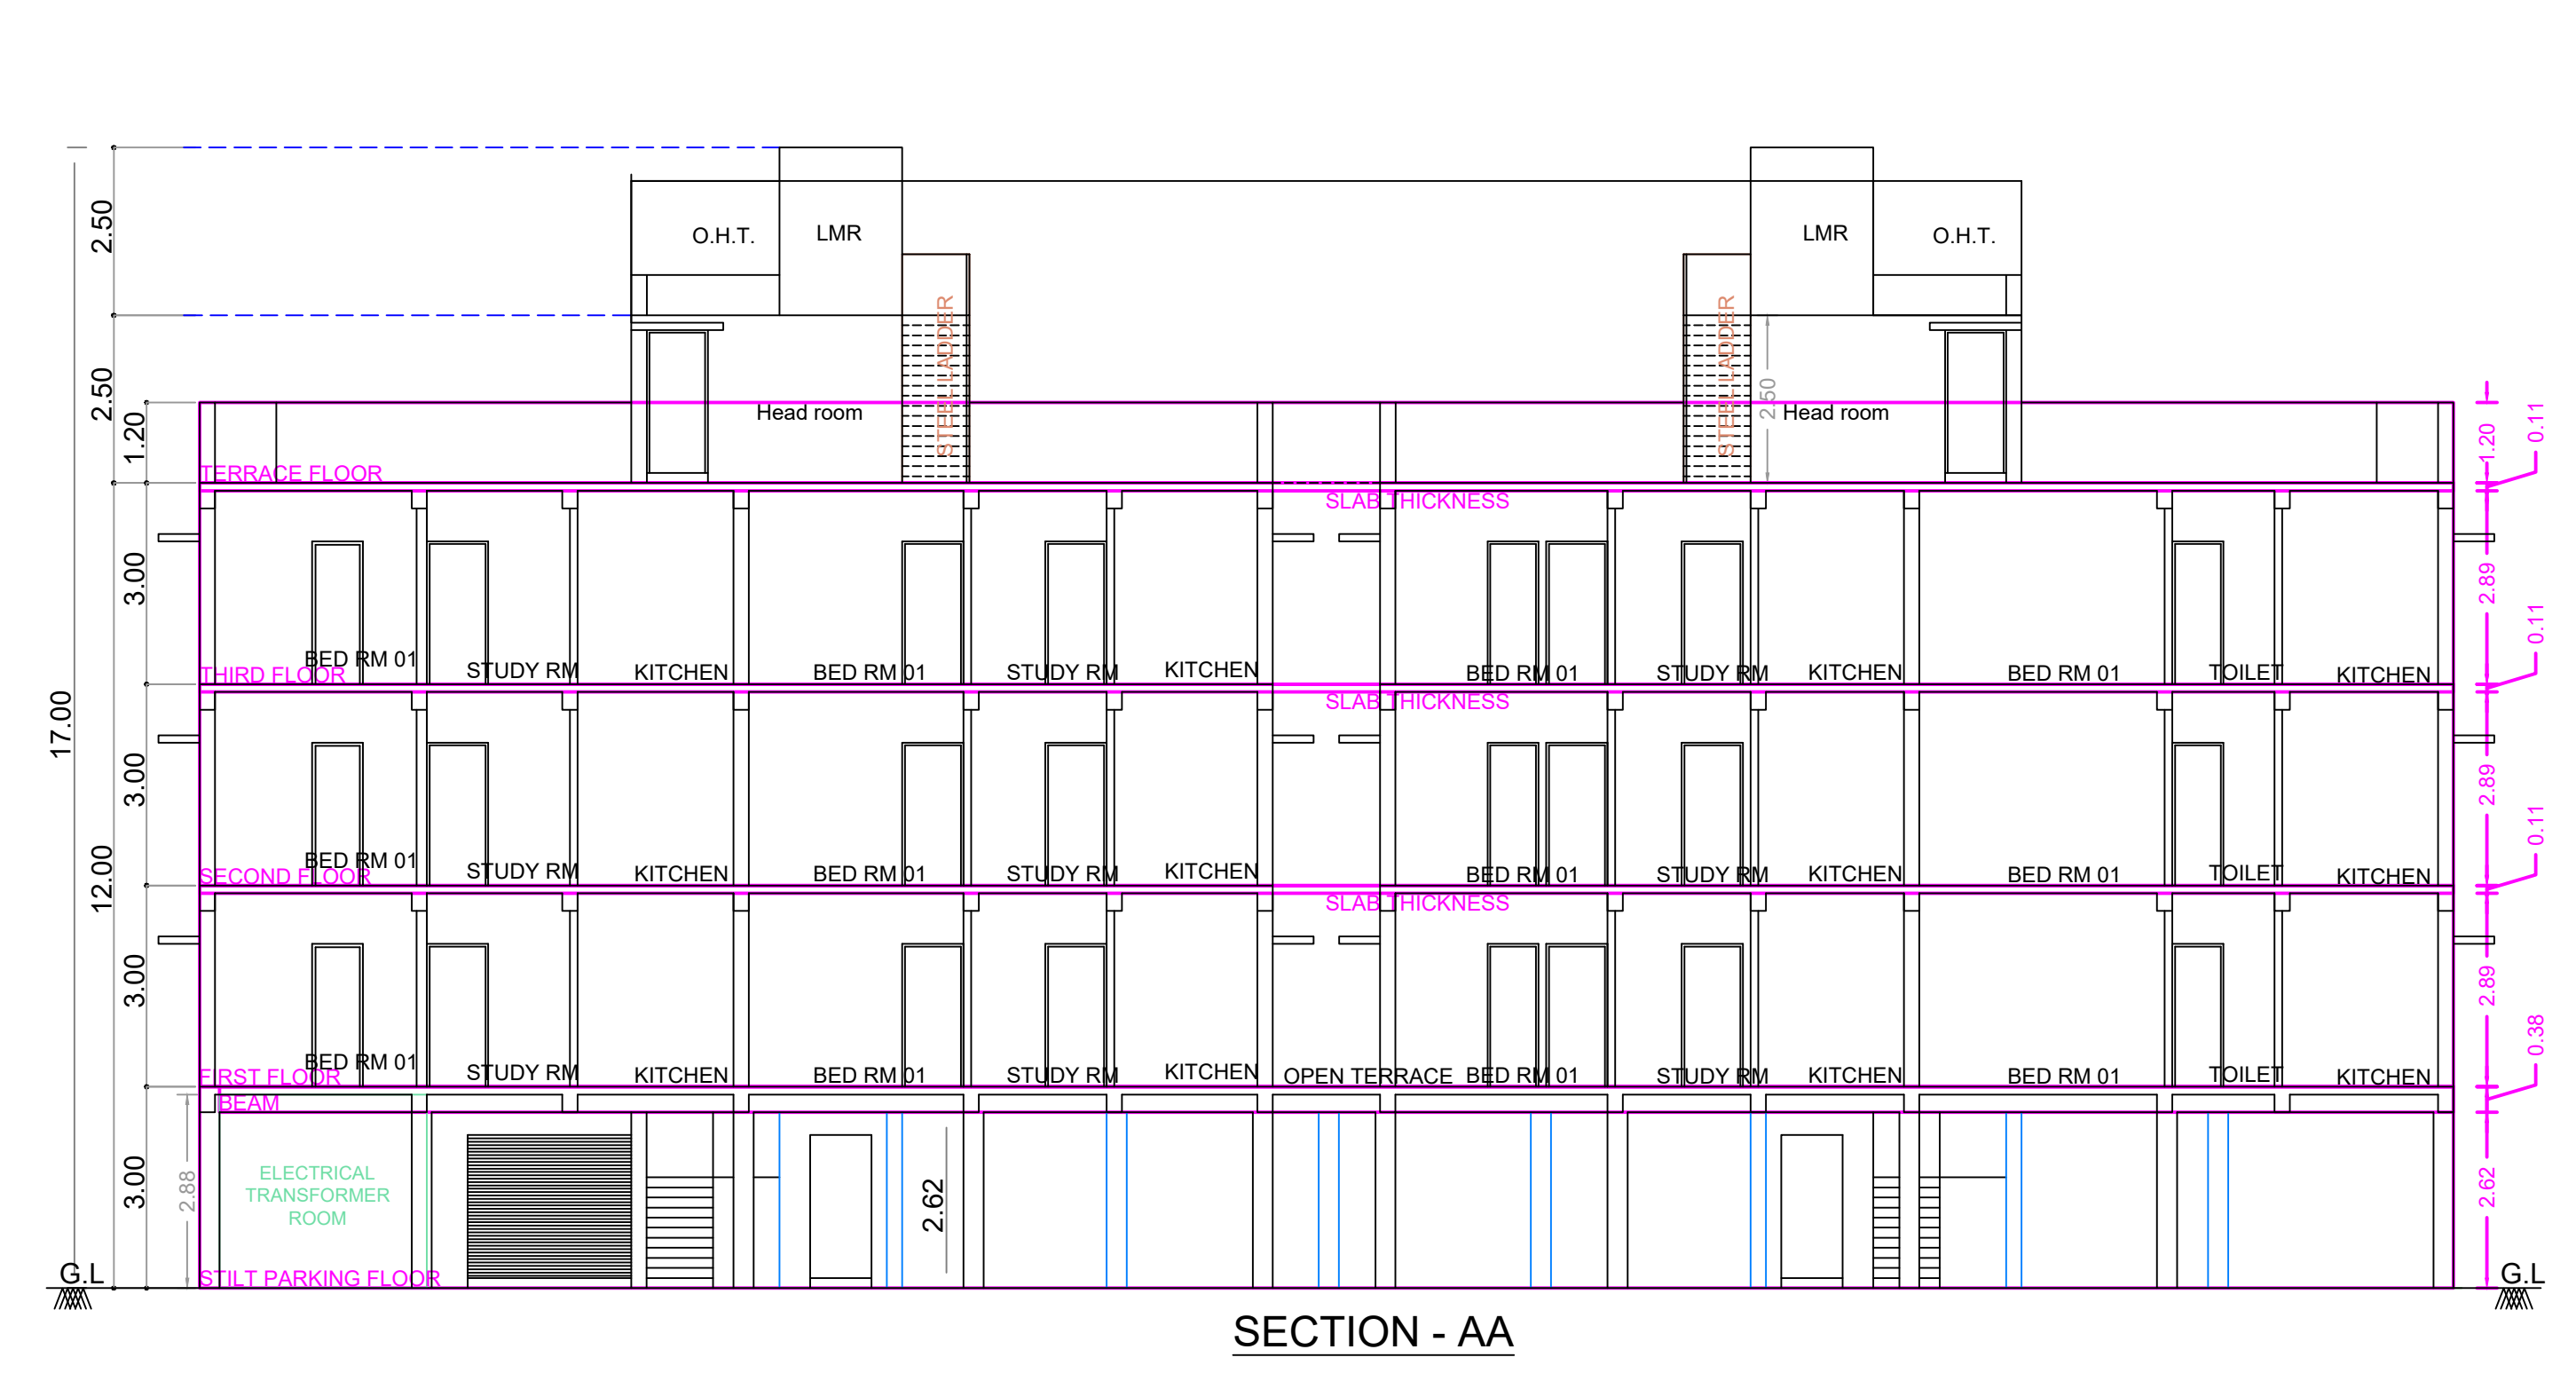 2.50
O.H.T.
LMR
LMR
O.H.T.
STEEL LADDER
STEEL LADDER
2.50
2.50
1.20
Head room
Head room
1.20
0.11
TERRACE FLOOR
SLAB THICKNESS
3.00
2.89
0.11
BED RM 01
STUDY RM
KITCHEN
BED RM 01
STUDY RM
KITCHEN
BED RM 01
STUDY RM
KITCHEN
BED RM 01
TOILET
KITCHEN
THIRD FLOOR
SLAB THICKNESS
17.00
3.00
2.89
0.11
BED RM 01
STUDY RM
KITCHEN
BED RM 01
STUDY RM
KITCHEN
BED RM 01
STUDY RM
KITCHEN
BED RM 01
TOILET
KITCHEN
SECOND FLOOR
12.00
SLAB THICKNESS
3.00
2.89
0.38
BED RM 01
STUDY RM
KITCHEN
BED RM 01
STUDY RM
KITCHEN
OPEN TERRACE
BED RM 01
STUDY RM
KITCHEN
BED RM 01
TOILET
KITCHEN
FIRST FLOOR
BEAM
3.00
2.88
ELECTRICAL
TRANSFORMER
ROOM
2.62
2.62
G.L
STILT PARKING FLOOR
G.L
SECTION - AA